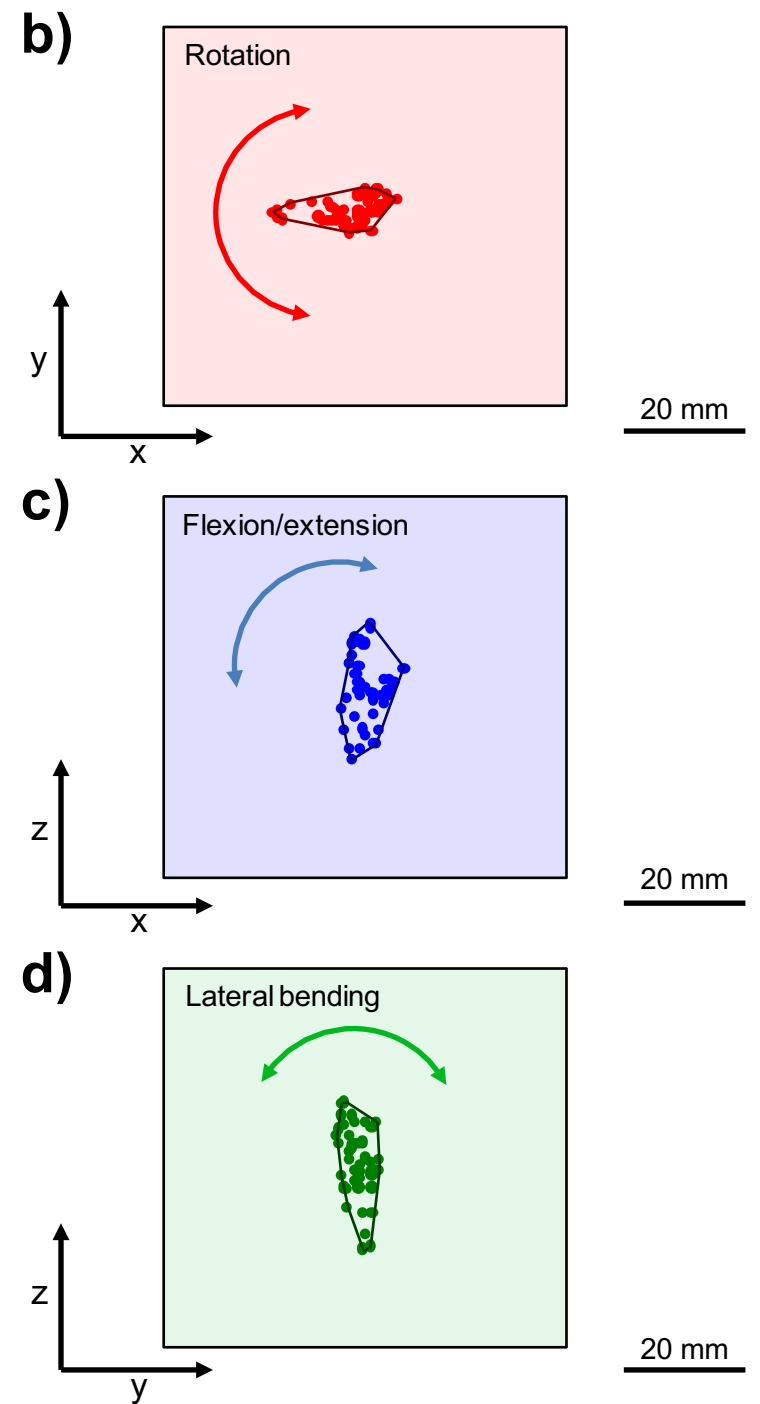 b)
Rotation
y
x
20 mm
c)
Flexion/extension
z
x
20 mm
d)
Lateral bending
z
y
20 mm